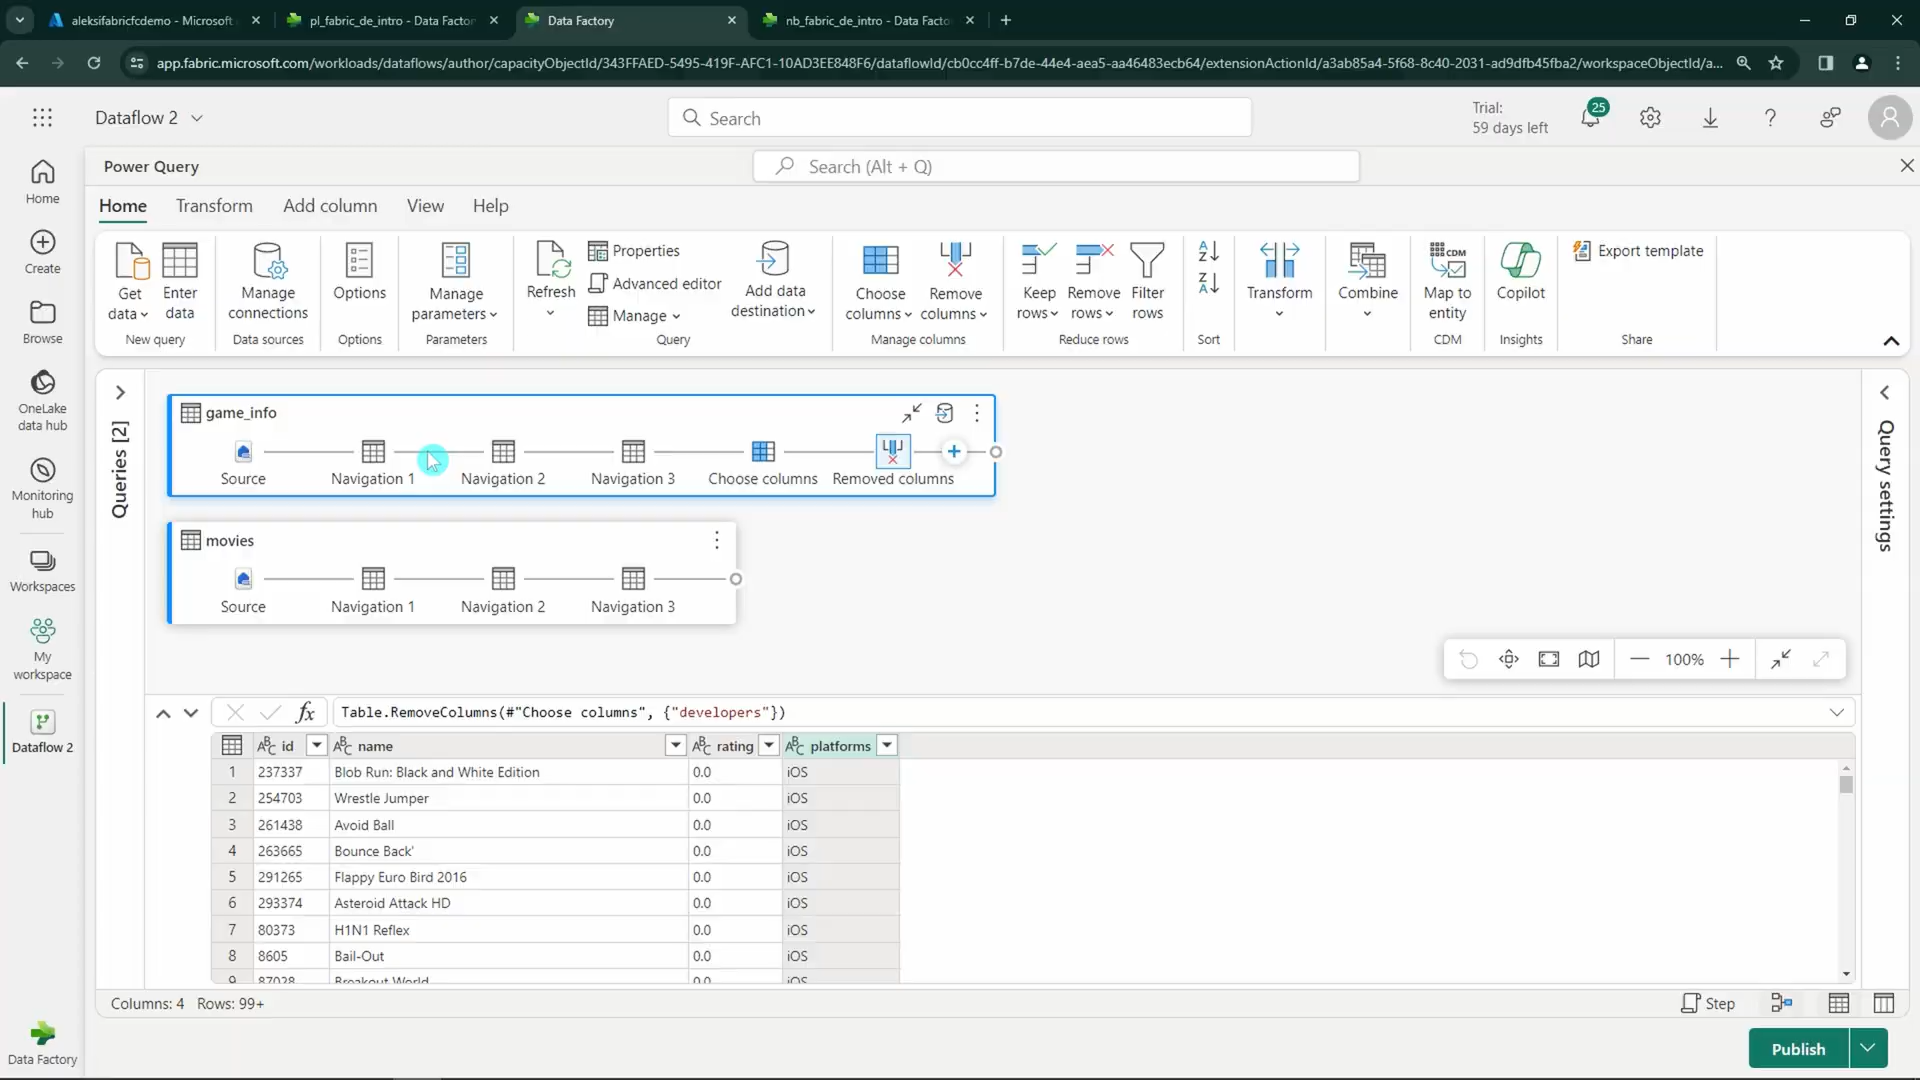 aleksifabricfcdemo - Microsoft
pl_fabric_de_intro - Data Factor
Data Factory
nb_fabric_de_intro - Data Facto
app.fabric.microsoft.com/workloads/dataflows/author/capacityObjectId/343FFAED-5495-419F-AFC1-10AD3EE848F6/dataflowId/cb0cc4ff-b7de-44e4-aea5-aa46483ecb64/extensionActionId/a3ab85a4-5f68-8c40-2031-ad9dfb45fba2/workspaceObjectId/a...
Dataflow 2
Search
Trial:
59 days left
25
Power Query
Search (Alt + Q)
Home
Transform
Add column
View
Help
Get data
Enter data
New query
Manage connections
Data sources
Options
Options
Manage parameters
Parameters
Refresh
Properties
Advanced editor
Manage
Add data destination
Query
Choose columns
Remove columns
Manage columns
Keep rows
Remove rows
Filter rows
Reduce rows
Sort
Transform
Combine
Map to entity
CDM
Copilot
Insights
Export template
Share
Home
Create
Browse
OneLake data hub
Monitoring hub
Workspaces
My workspace
Dataflow 2
Data Factory
Queries [2]
game_info
Source
Navigation 1
Navigation 2
Navigation 3
Choose columns
Removed columns
movies
Source
Navigation 1
Navigation 2
Navigation 3
Query settings
100%
fx
Table.RemoveColumns(#"Choose columns", {"developers"})
id name rating platforms
1 237337 Blob Run: Black and White Edition 0.0 iOS
2 254703 Wrestle Jumper 0.0 iOS
3 261438 Avoid Ball 0.0 iOS
4 263665 Bounce Back' 0.0 iOS
5 291265 Flappy Euro Bird 2016 0.0 iOS
6 293374 Asteroid Attack HD 0.0 iOS
7 80373 H1N1 Reflex 0.0 iOS
8 8605 Bail-Out 0.0 iOS
9 87028 Breakout World 0.0 iOS
Columns: 4 Rows: 99+
Step
Publish